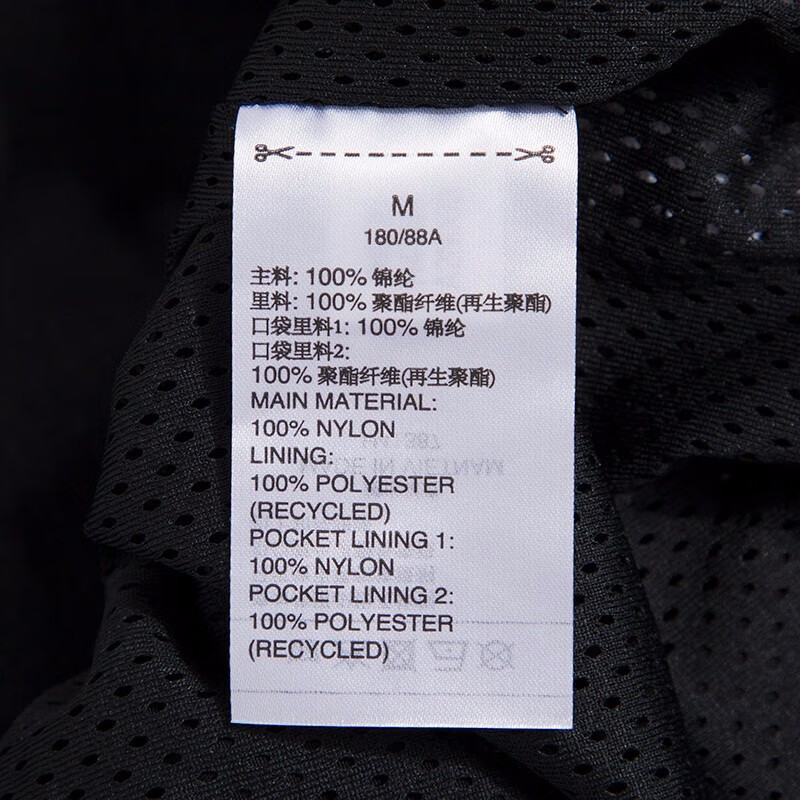 M
180/88A
主料: 100% 锦纶
里料: 100% 聚酯纤维(再生聚酯)
口袋里料1: 100% 锦纶
口袋里料2:
100% 聚酯纤维(再生聚酯)
MAIN MATERIAL:
100% NYLON
LINING:
100% POLYESTER
(RECYCLED)
POCKET LINING 1:
100% NYLON
POCKET LINING 2:
100% POLYESTER
(RECYCLED)
MADE IN VIETNAM